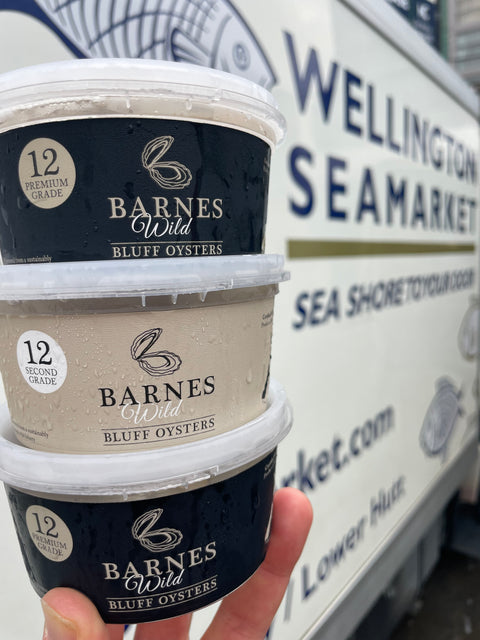 WELLINGTON
SEAMARKET
SEA SHORE TO YOUR DOOR
rket.com
/ Lower Hutt
12
PREMIUM
GRADE
BARNES
Wild
BLUFF OYSTERS
12
SECOND
GRADE
BARNES
Wild
BLUFF OYSTERS
12
PREMIUM
GRADE
BARNES
Wild
BLUFF OYSTERS